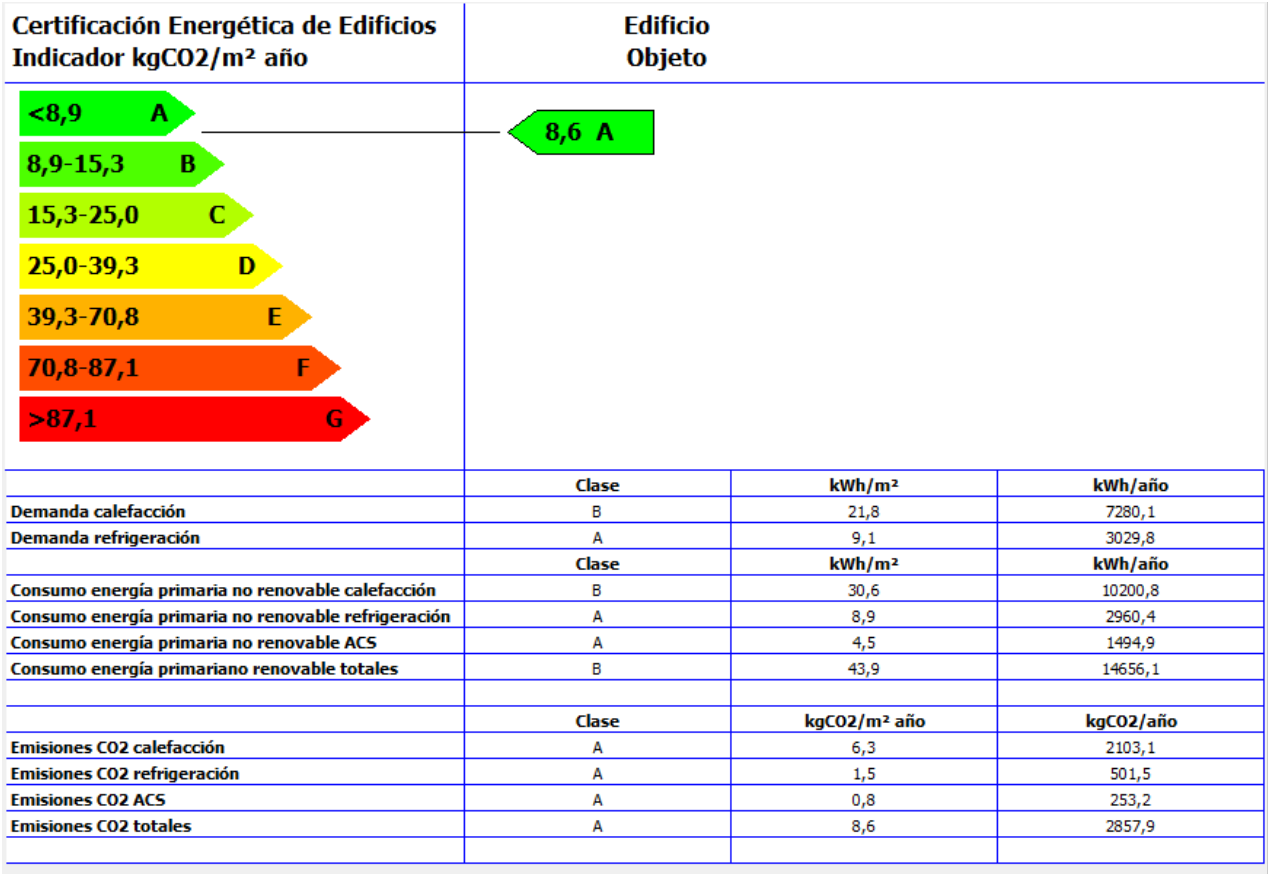 Certificación Energética de Edificios
Indicador kgCO2/m² año
Edificio
Objeto
<8,9 A
8,6 A
8,9-15,3 B
15,3-25,0 C
25,0-39,3 D
39,3-70,8 E
70,8-87,1 F
>87,1 G
Clase kWh/m² kWh/año
Demanda calefacción B 21,8 7280,1
Demanda refrigeración A 9,1 3029,8
Clase kWh/m² kWh/año
Consumo energía primaria no renovable calefacción B 30,6 10200,8
Consumo energía primaria no renovable refrigeración A 8,9 2960,4
Consumo energía primaria no renovable ACS A 4,5 1494,9
Consumo energía primariano renovable totales B 43,9 14656,1
Clase kgCO2/m² año kgCO2/año
Emisiones CO2 calefacción A 6,3 2103,1
Emisiones CO2 refrigeración A 1,5 501,5
Emisiones CO2 ACS A 0,8 253,2
Emisiones CO2 totales A 8,6 2857,9